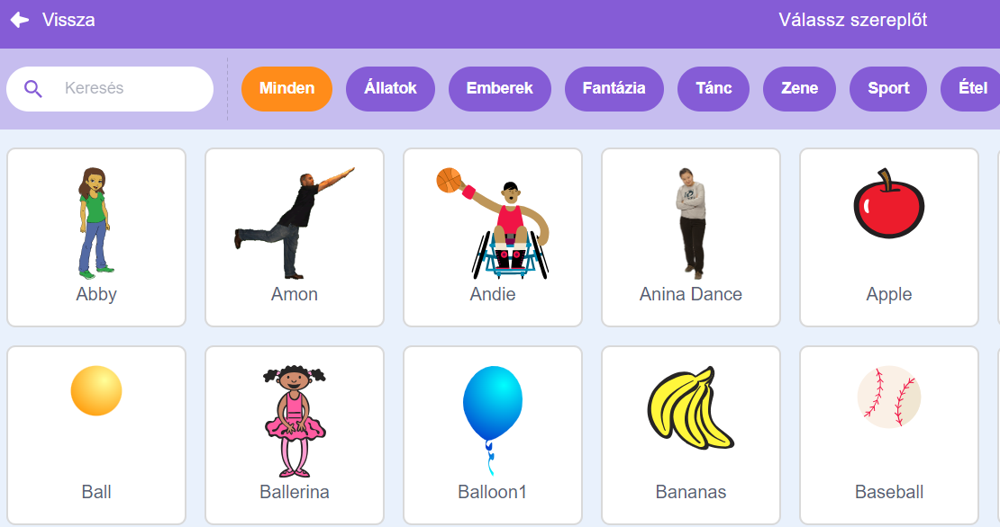 Vissza
Válassz szereplőt
Keresés
Minden
Állatok
Emberek
Fantázia
Tánc
Zene
Sport
Étel
Abby
Amon
Andie
Anina Dance
Apple
Ball
Ballerina
Balloon1
Bananas
Baseball